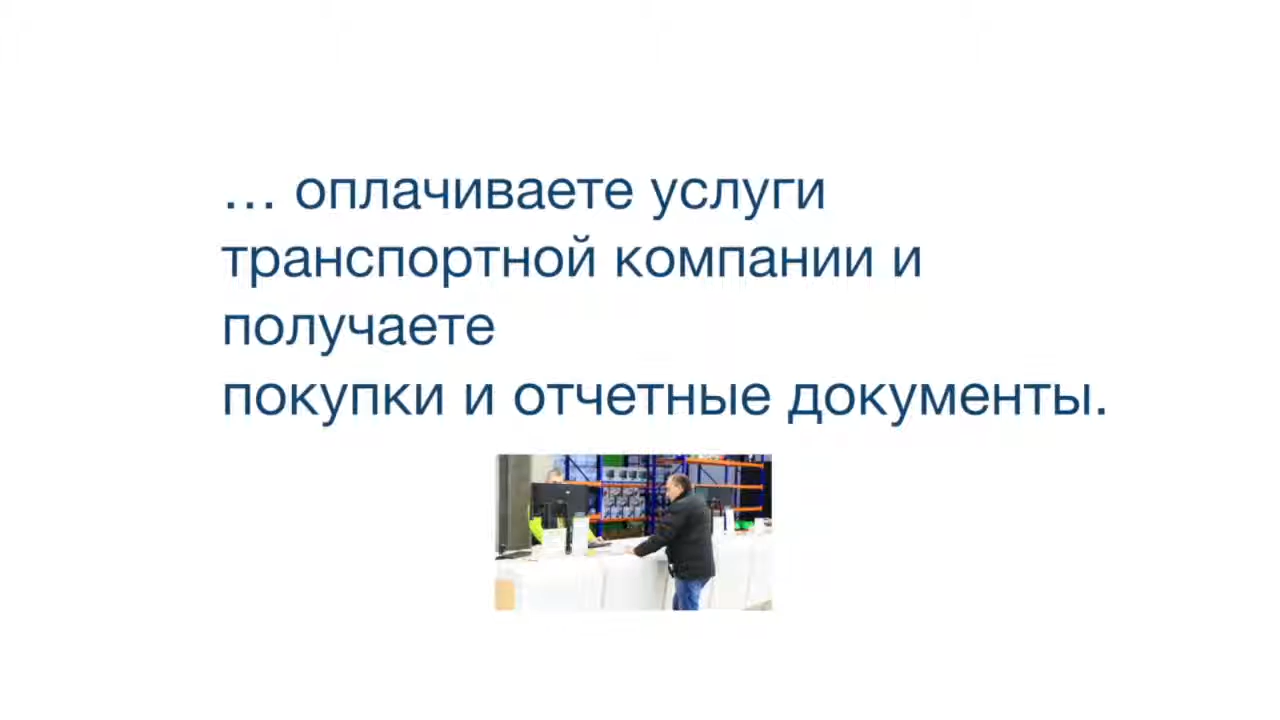 … оплачиваете услуги
транспортной компании и
получаете
покупки и отчетные документы.